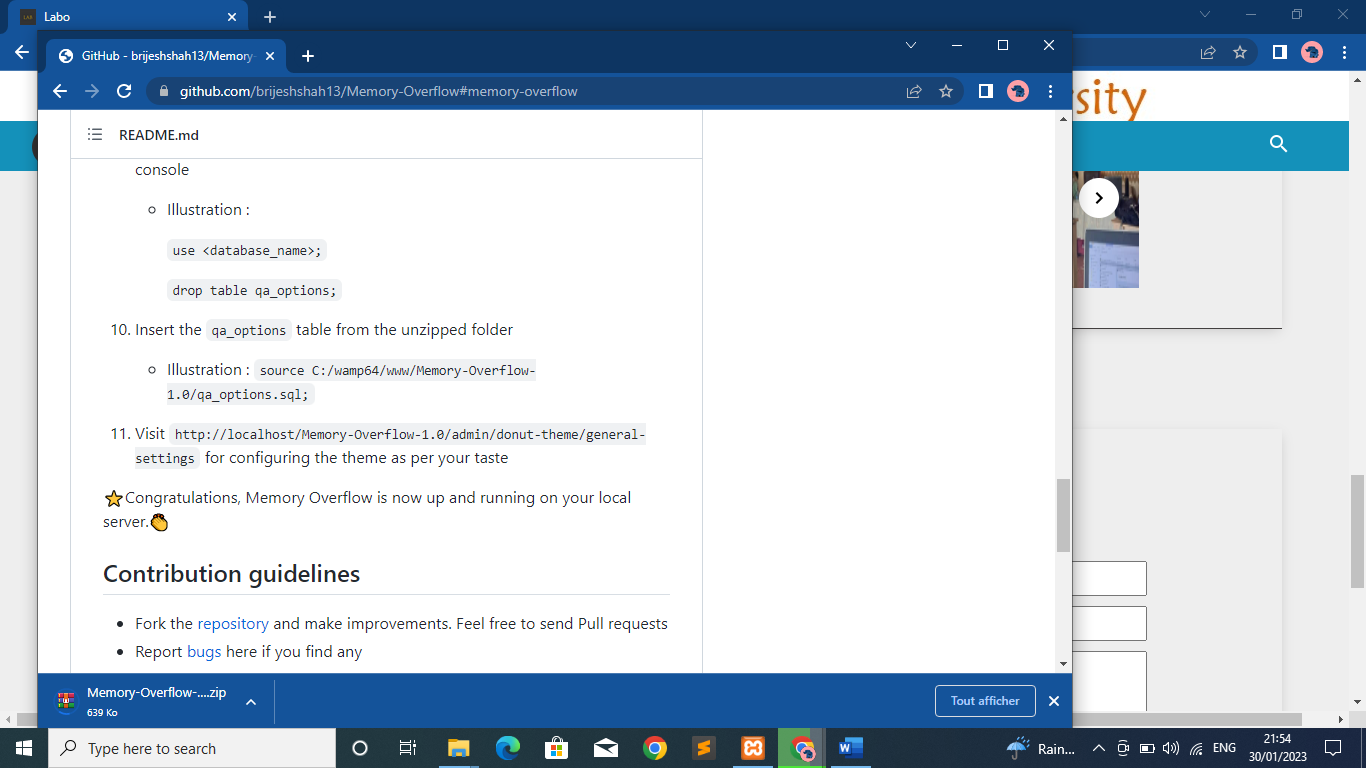 Labo
GitHub - brijeshshah13/Memory-
github.com/brijeshshah13/Memory-Overflow#memory-overflow
sity
README.md
console
Illustration :
use <database_name>;
drop table qa_options;
10. Insert the qa_options table from the unzipped folder
Illustration : source C:/wamp64/www/Memory-Overflow-
1.0/qa_options.sql;
11. Visit http://localhost/Memory-Overflow-1.0/admin/donut-theme/general-
settings for configuring the theme as per your taste
⭐Congratulations, Memory Overflow is now up and running on your local
server.👏
Contribution guidelines
Fork the repository and make improvements. Feel free to send Pull requests
Report bugs here if you find any
Memory-Overflow-....zip
639 Ko
Tout afficher
Type here to search
Rain...
ENG
21:54
30/01/2023